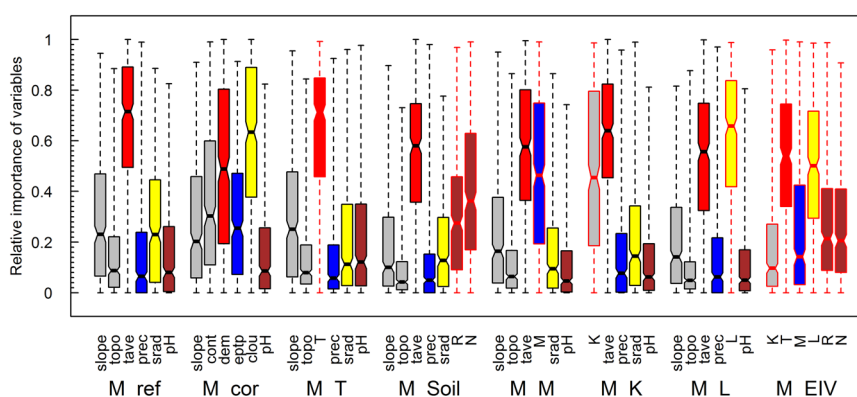 Relative importance of variables
1
0.8
0.6
0.4
0.2
0
slope topo tave prec srad pH
slope cont dem eptp clou pH
slope topo T prec srad pH
slope topo tave prec srad R N
slope topo tave M srad pH
K tave prec srad pH
slope topo tave prec L pH
K T M L R N
M ref M cor M T M Soil M M M K M L M EIV